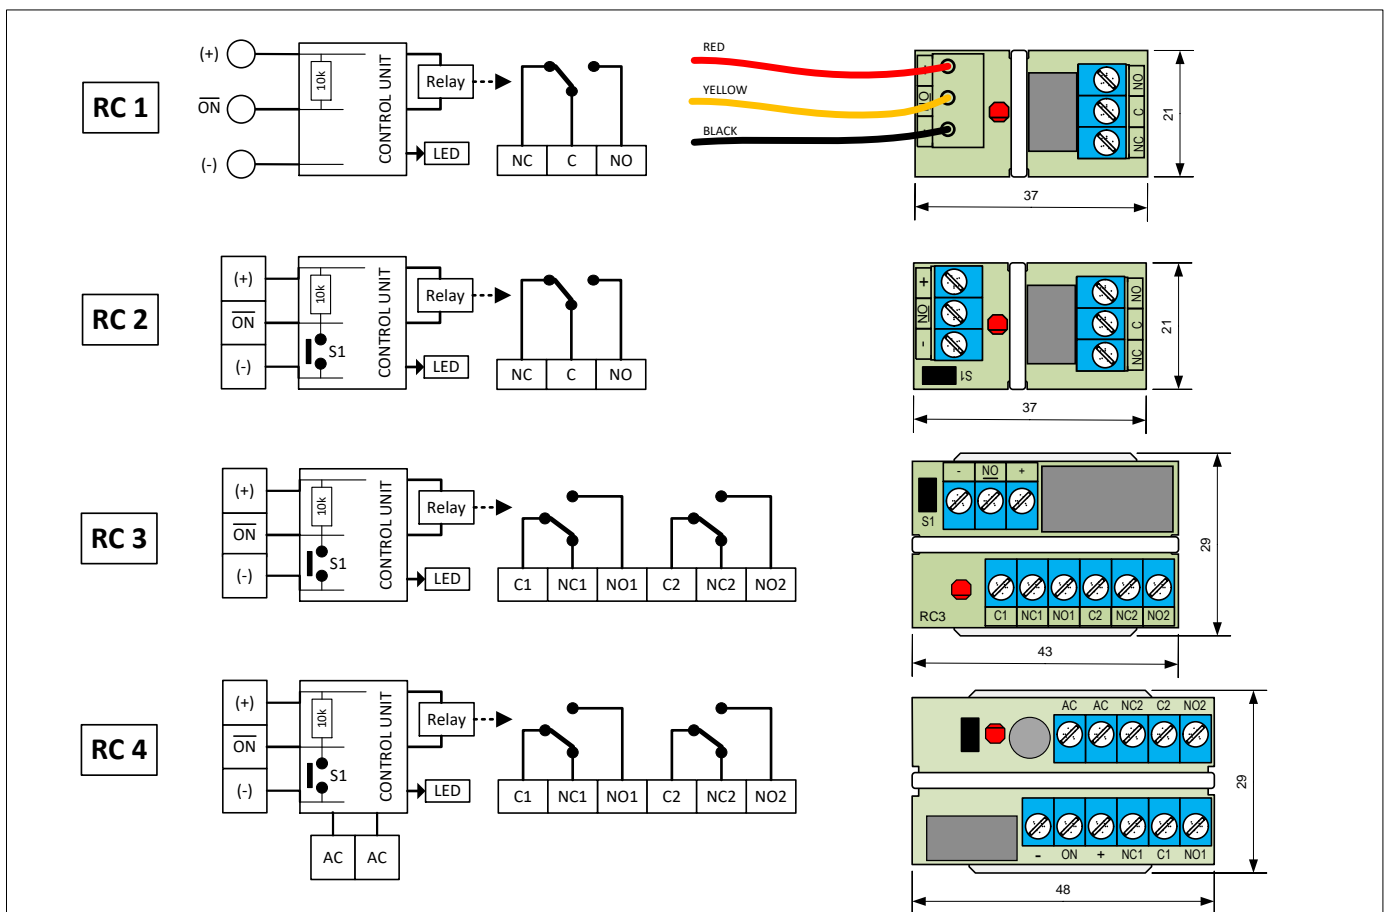 RC 1
(+)
ON
(-)
10k
CONTROL UNIT
Relay
LED
NC C NO
RED
YELLOW
BLACK
+
ON
-
NO
C
NC
21
37
RC 2
(+)
ON
(-)
10k
S1
CONTROL UNIT
Relay
LED
NC C NO
+
ON
-
S1
NO
C
NC
21
37
RC 3
(+)
ON
(-)
10k
S1
CONTROL UNIT
Relay
LED
C1 NC1 NO1 C2 NC2 NO2
- NO +
S1
RC3
C1 NC1 NO1 C2 NC2 NO2
29
43
RC 4
(+)
ON
(-)
10k
S1
CONTROL UNIT
Relay
LED
AC AC
C1 NC1 NO1 C2 NC2 NO2
AC AC NC2 C2 NO2
- ON + NC1 C1 NO1
29
48